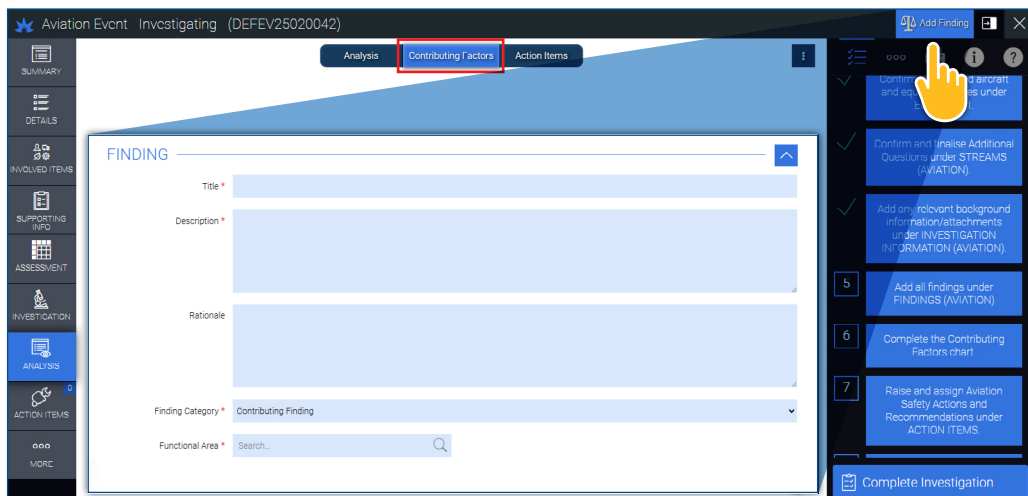 Aviation Event Investigating (DEFEV25020042)
Add Finding
SUMMARY
DETAILS
INVOLVED ITEMS
SUPPORTING
INFO
ASSESSMENT
INVESTIGATION
ANALYSIS
0
ACTION ITEMS
MORE
Analysis
Contributing Factors
Action Items
FINDING
Title *
Description *
Rationale
Finding Category *
Contributing Finding
Functional Area *
Search...
Confirm
aircraft
and
under
Confirm and finalise Additional
Questions under STREAMS
(AVIATION).
Add any relevant background
information/attachments
under INVESTIGATION
INFORMATION (AVIATION).
5
Add all findings under
FINDINGS (AVIATION)
6
Complete the Contributing
Factors chart
7
Raise and assign Aviation
Safety Actions and
Recommendations under
ACTION ITEMS.
Complete Investigation